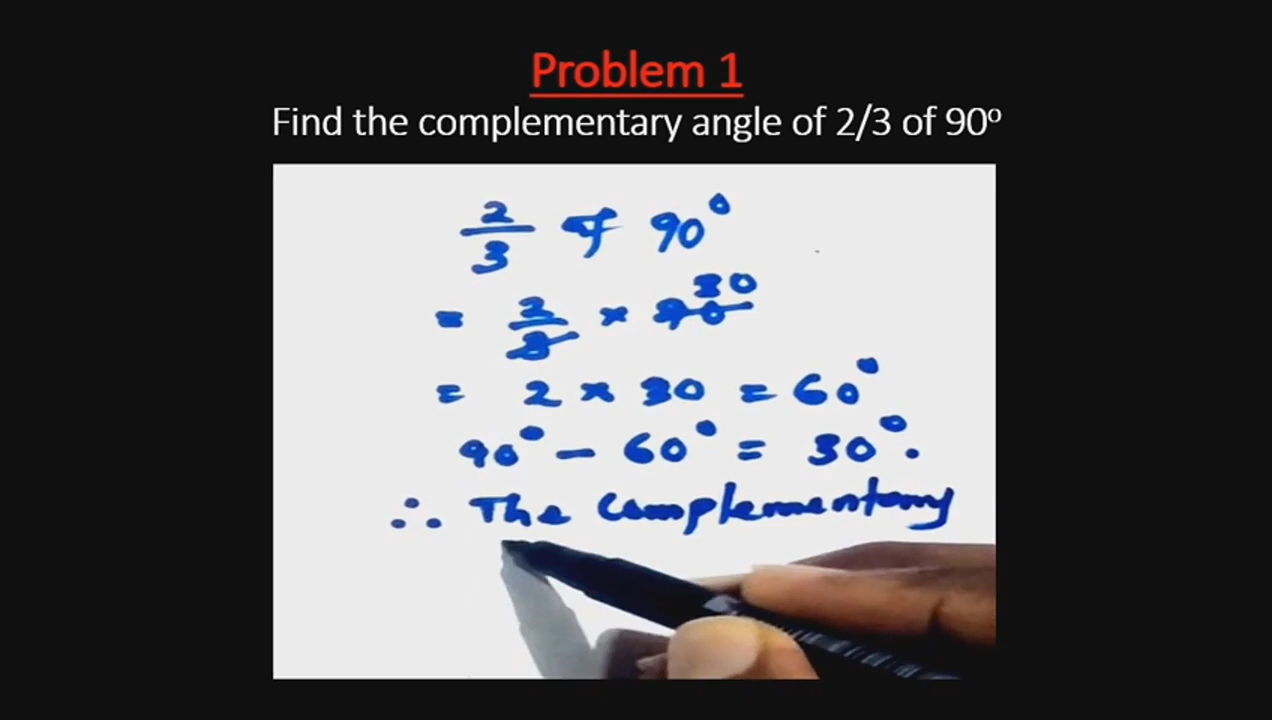 Problem 1
Find the complementary angle of 2/3 of 90°
2/3 of 90°
= 2/3 × 90 30
= 2 × 30 = 60°
90° - 60° = 30°.
∴ The Complementary